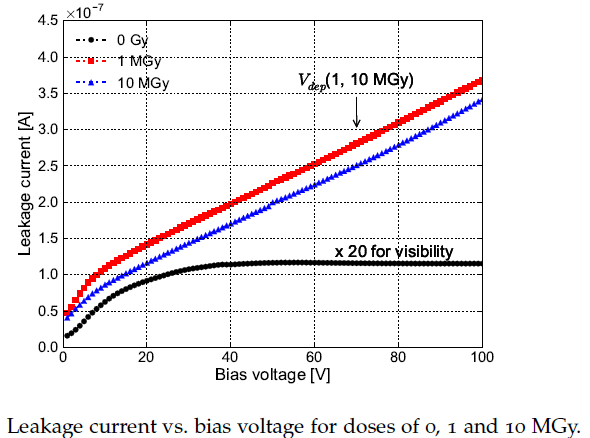 ×10⁻⁷
4.5
4.0
3.5
3.0
2.5
2.0
1.5
1.0
0.5
0.0
Leakage current [A]
0 Gy
1 MGy
10 MGy
V_dep(1, 10 MGy)
x 20 for visibility
0 20 40 60 80 100
Bias voltage [V]
Leakage current vs. bias voltage for doses of 0, 1 and 10 MGy.